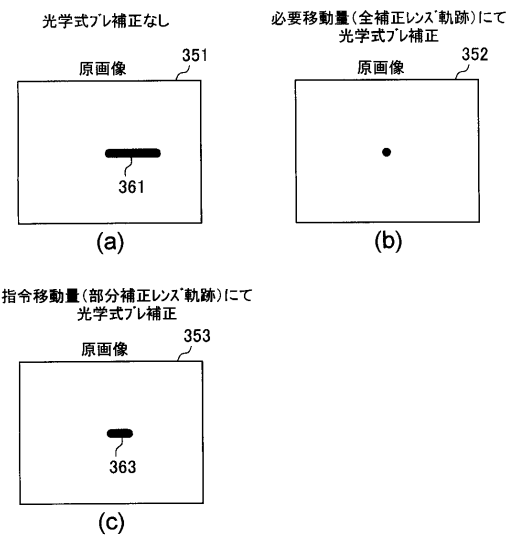 光学式ブレ補正なし
原画像
351
361
(a)
必要移動量(全補正レンズ軌跡)にて
光学式ブレ補正
原画像
352
(b)
指令移動量(部分補正レンズ軌跡)にて
光学式ブレ補正
原画像
353
363
(c)